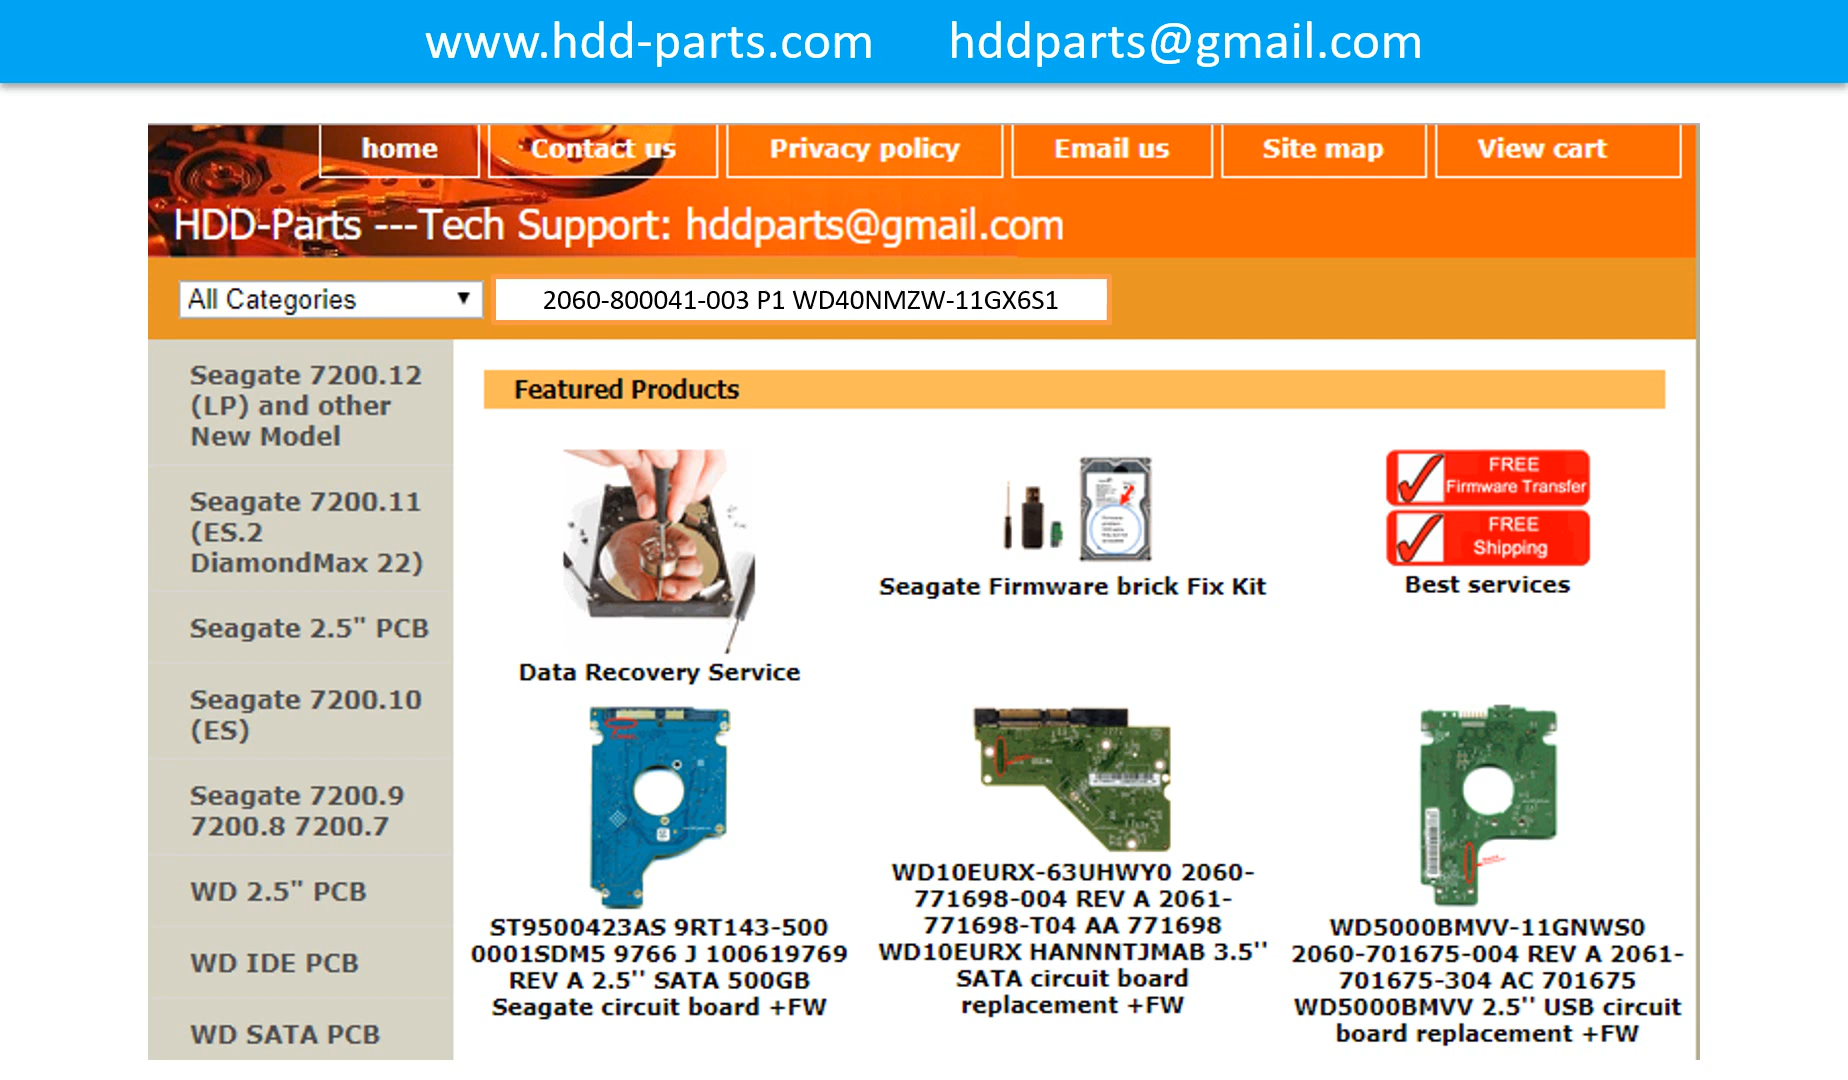 www.hdd-parts.com hddparts@gmail.com
home Contact us Privacy policy Email us Site map View cart
HDD-Parts ---Tech Support: hddparts@gmail.com
All Categories
2060-800041-003 P1 WD40NMZW-11GX6S1
Seagate 7200.12
(LP) and other
New Model
Seagate 7200.11
(ES.2
DiamondMax 22)
Seagate 2.5" PCB
Seagate 7200.10
(ES)
Seagate 7200.9
7200.8 7200.7
WD 2.5" PCB
WD IDE PCB
WD SATA PCB
Featured Products
Data Recovery Service
Seagate Firmware brick Fix Kit
FREE
Firmware Transfer
FREE
Shipping
Best services
ST9500423AS 9RT143-500
0001SDM5 9766 J 100619769
REV A 2.5'' SATA 500GB
Seagate circuit board +FW
WD10EURX-63UHWY0 2060-
771698-004 REV A 2061-
771698-T04 AA 771698
WD10EURX HANNNTJMAB 3.5''
SATA circuit board
replacement +FW
WD5000BMVV-11GNWS0
2060-701675-004 REV A 2061-
701675-304 AC 701675
WD5000BMVV 2.5'' USB circuit
board replacement +FW